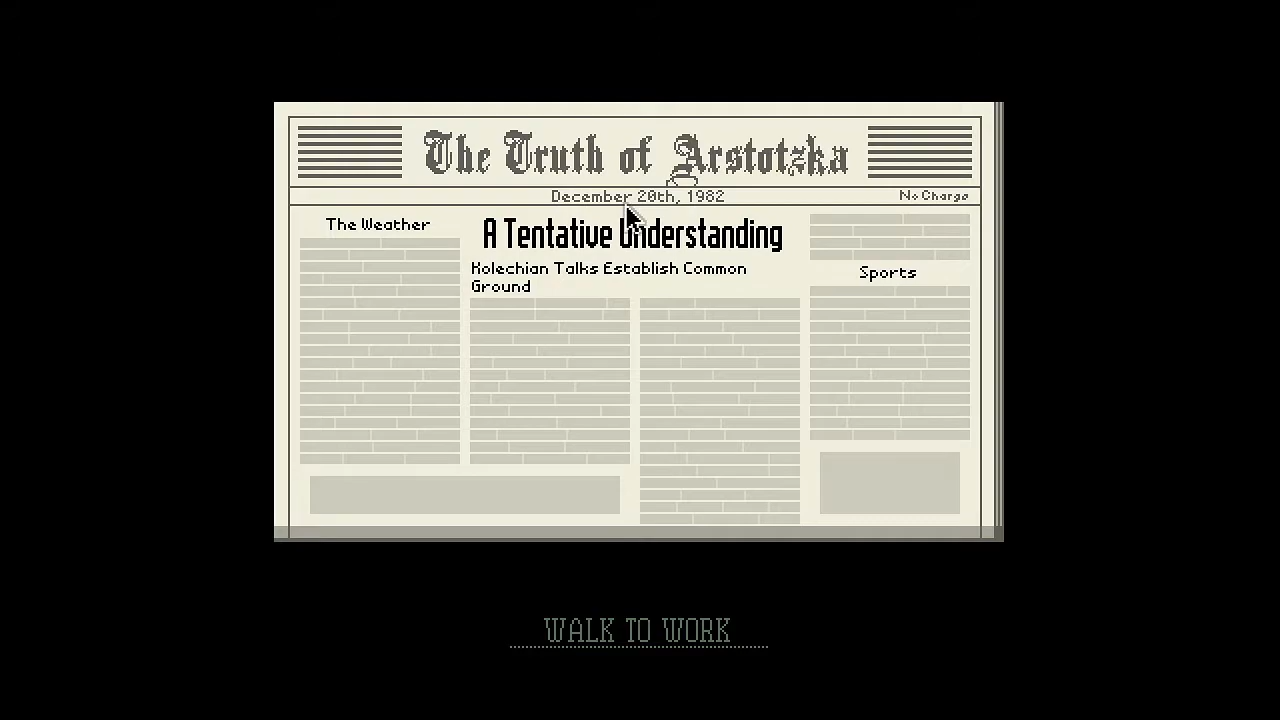 The Truth of Arstotzka
December 20th, 1982
No Charge
The Weather
A Tentative Understanding
Kolechian Talks Establish Common
Ground
Sports
WALK TO WORK